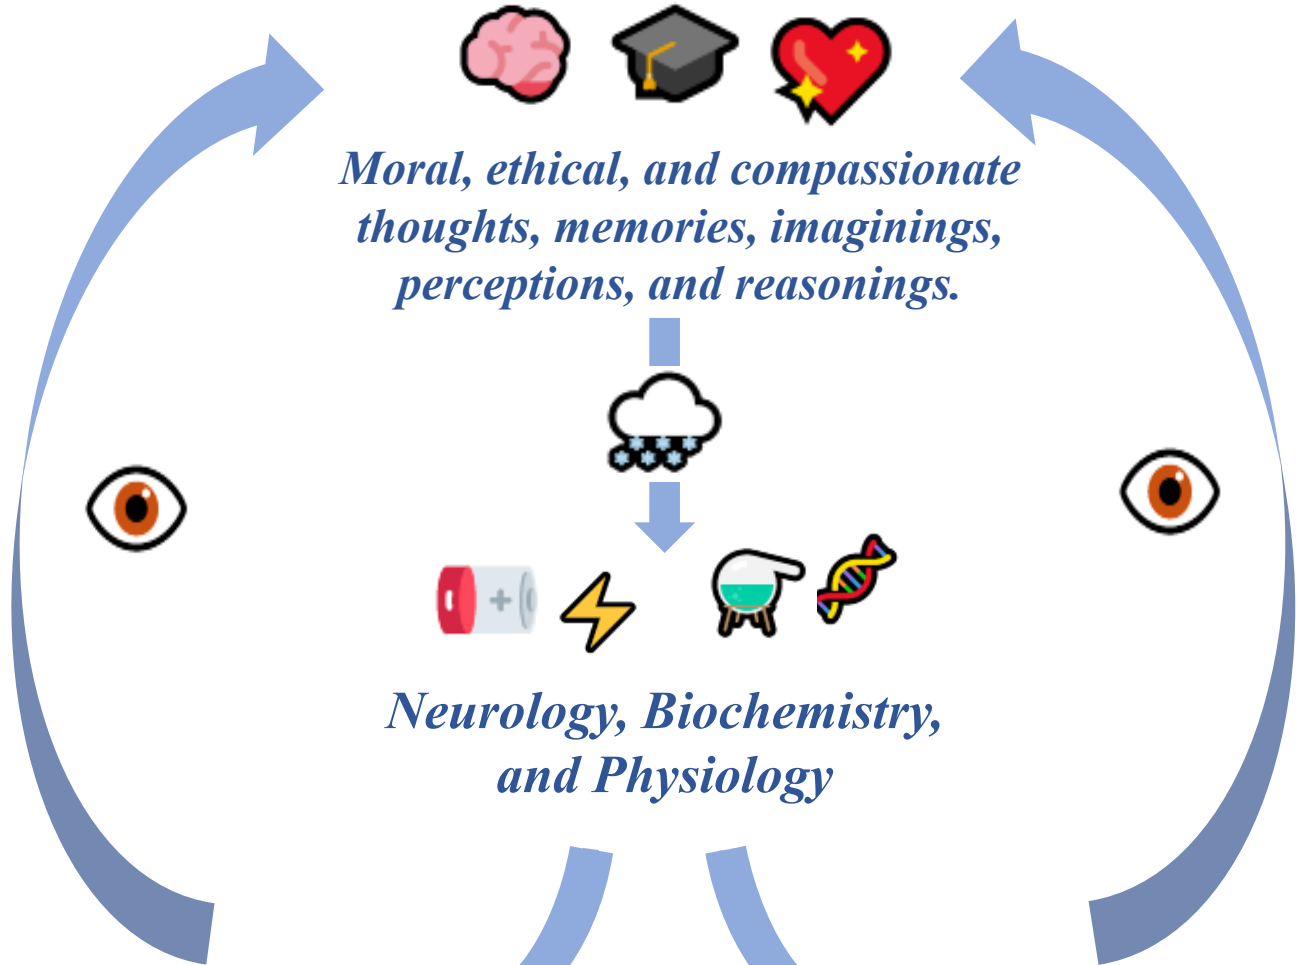 Moral, ethical, and compassionate
thoughts, memories, imaginings,
perceptions, and reasonings.
Neurology, Biochemistry,
and Physiology